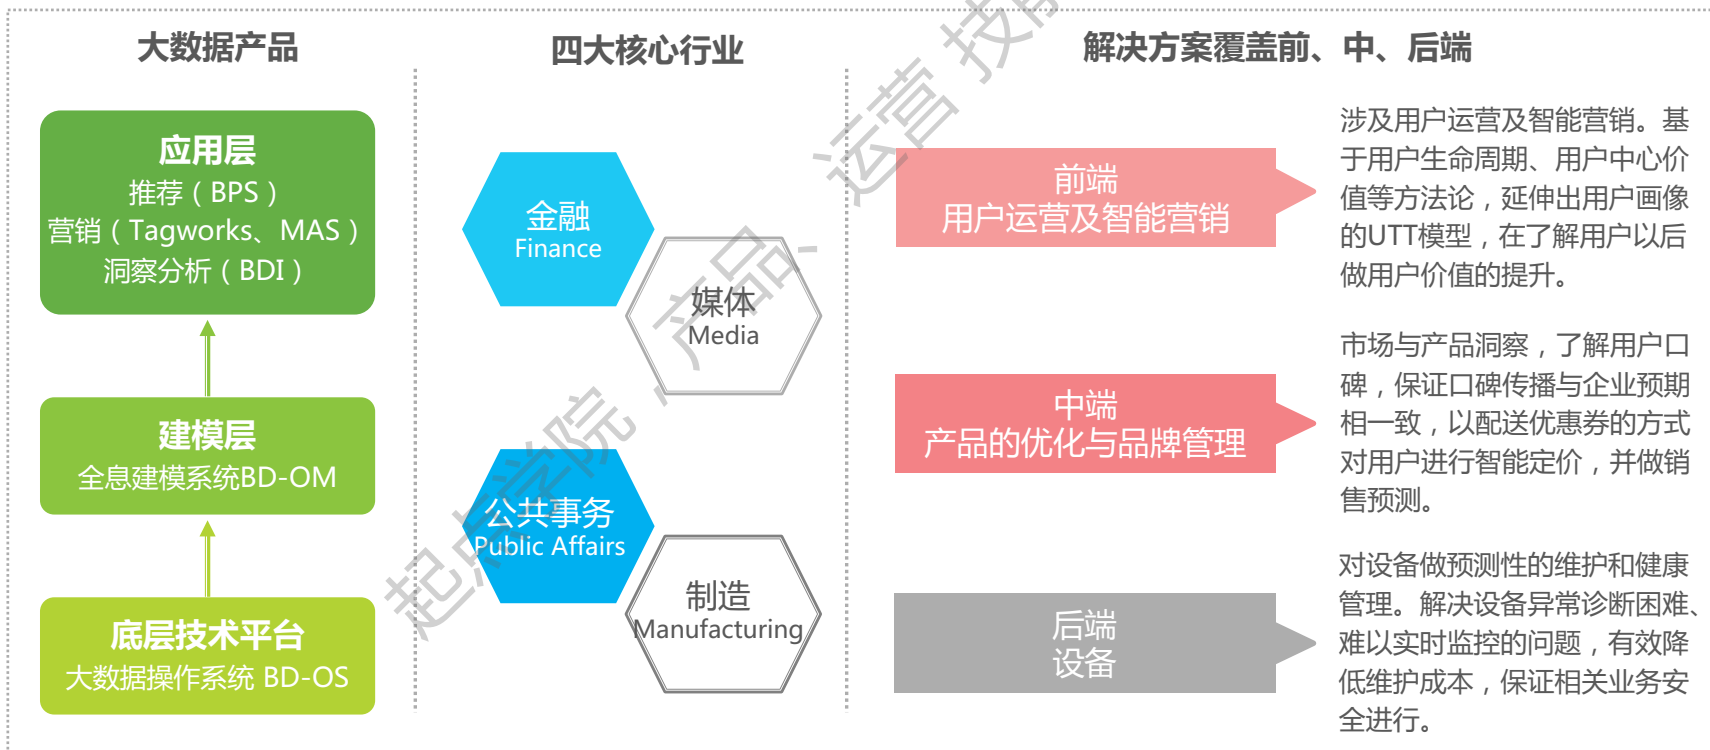 大数据产品
应用层
推荐（BPS）
营销（Tagworks、MAS）
洞察分析（BDI）
建模层
全息建模系统BD-OM
底层技术平台
大数据操作系统 BD-OS
四大核心行业
金融
Finance
媒体
Media
公共事务
Public Affairs
制造
Manufacturing
解决方案覆盖前、中、后端
前端
用户运营及智能营销
涉及用户运营及智能营销。基
于用户生命周期、用户中心价
值等方法论，延伸出用户画像
的UTT模型，在了解用户以后
做用户价值的提升。
中端
产品的优化与品牌管理
市场与产品洞察，了解用户口
碑，保证口碑传播与企业预期
相一致，以配送优惠券的方式
对用户进行智能定价，并做销
售预测。
后端
设备
对设备做预测性的维护和健康
管理。解决设备异常诊断困难、
难以实时监控的问题，有效降
低维护成本，保证相关业务安
全进行。
起点学院，产品、运营 技能